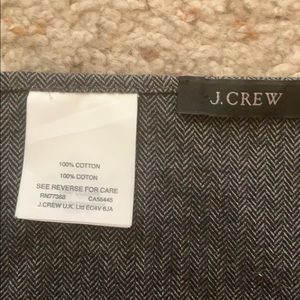 J.CREW
100% COTTON
100% COTON
SEE REVERSE FOR CARE
RN77388 CA56445
J.CREW U.K. Ltd EC4V 6JA